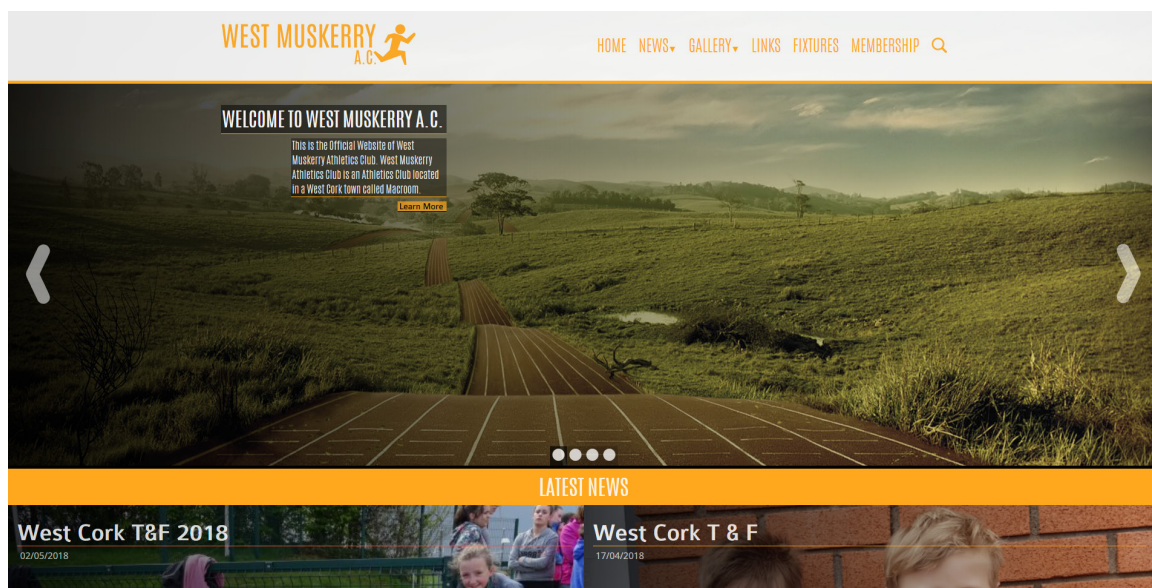 WEST MUSKERRY
A.C.
HOME NEWS▾ GALLERY▾ LINKS FIXTURES MEMBERSHIP
WELCOME TO WEST MUSKERRY A.C.
This is the Official Website of West
Muskerry Athletics Club. West Muskerry
Athletics Club is an Athletics Club located
in a West Cork town called Macroom.
Learn More
LATEST NEWS
West Cork T&F 2018
02/05/2018
West Cork T & F
17/04/2018